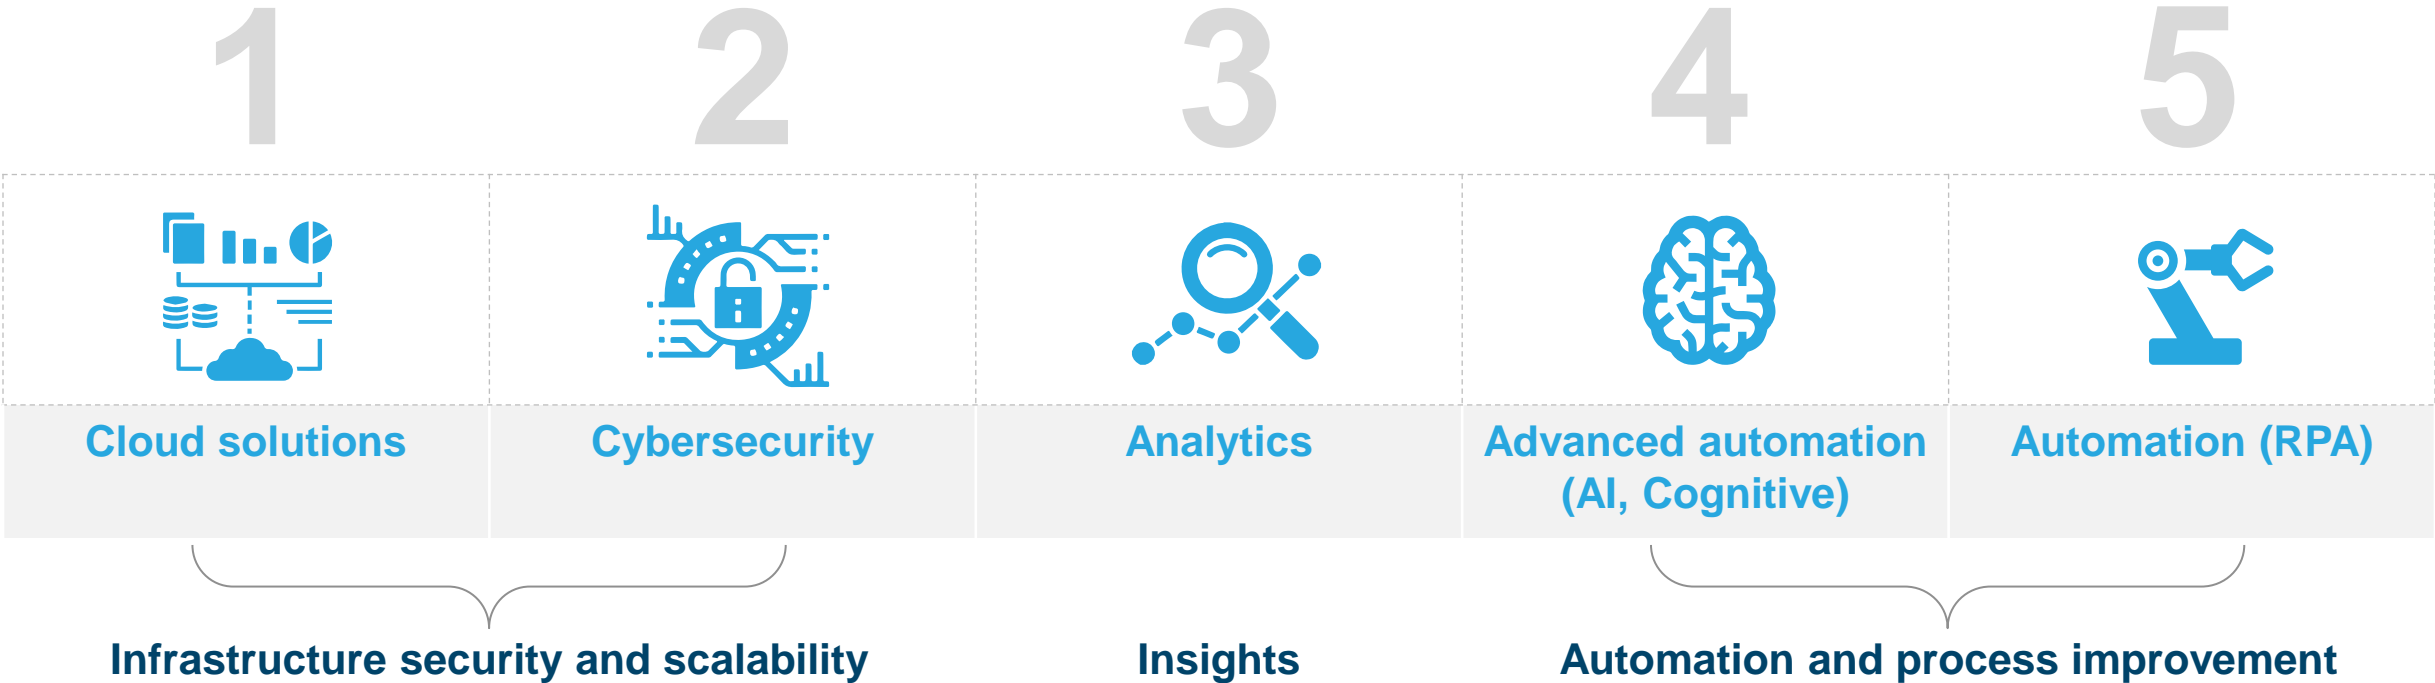 1
2
3
4
5
Cloud solutions
Cybersecurity
Analytics
Advanced automation
(AI, Cognitive)
Automation (RPA)
Infrastructure security and scalability
Insights
Automation and process improvement